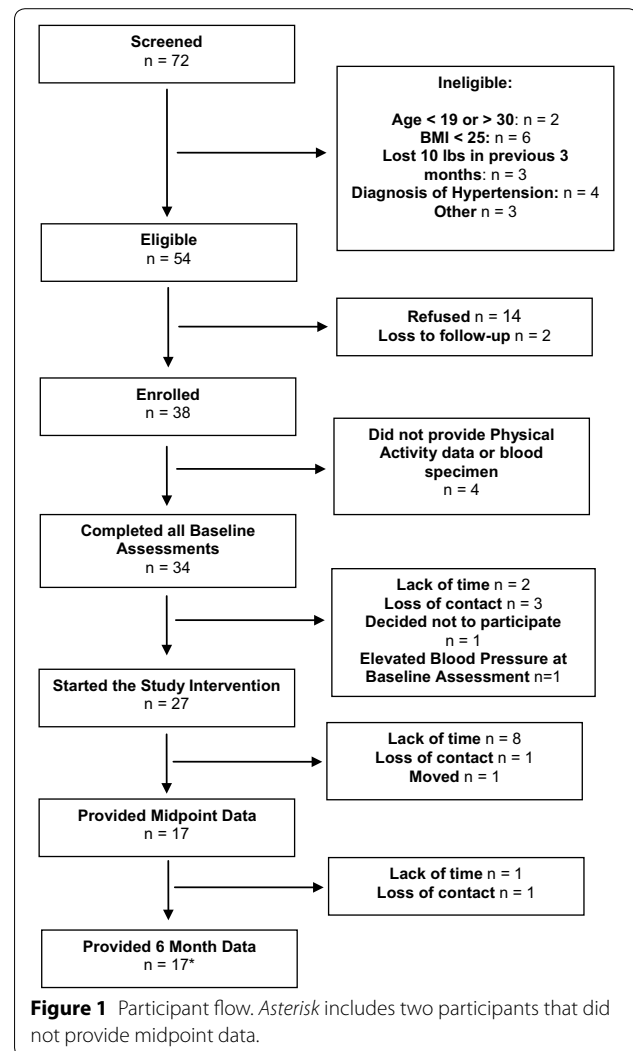 Screened
n = 72
Ineligible:
Age < 19 or > 30: n = 2
BMI < 25: n = 6
Lost 10 lbs in previous 3
months: n = 3
Diagnosis of Hypertension: n = 4
Other n = 3
Eligible
n = 54
Refused n = 14
Loss to follow-up n = 2
Enrolled
n = 38
Did not provide Physical
Activity data or blood
specimen
n = 4
Completed all Baseline
Assessments
n = 34
Lack of time n = 2
Loss of contact n = 3
Decided not to participate
n = 1
Elevated Blood Pressure at
Baseline Assessment n=1
Started the Study Intervention
n = 27
Lack of time n = 8
Loss of contact n = 1
Moved n = 1
Provided Midpoint Data
n = 17
Lack of time n = 1
Loss of contact n = 1
Provided 6 Month Data
n = 17*
Figure 1 Participant flow. Asterisk includes two participants that did
not provide midpoint data.